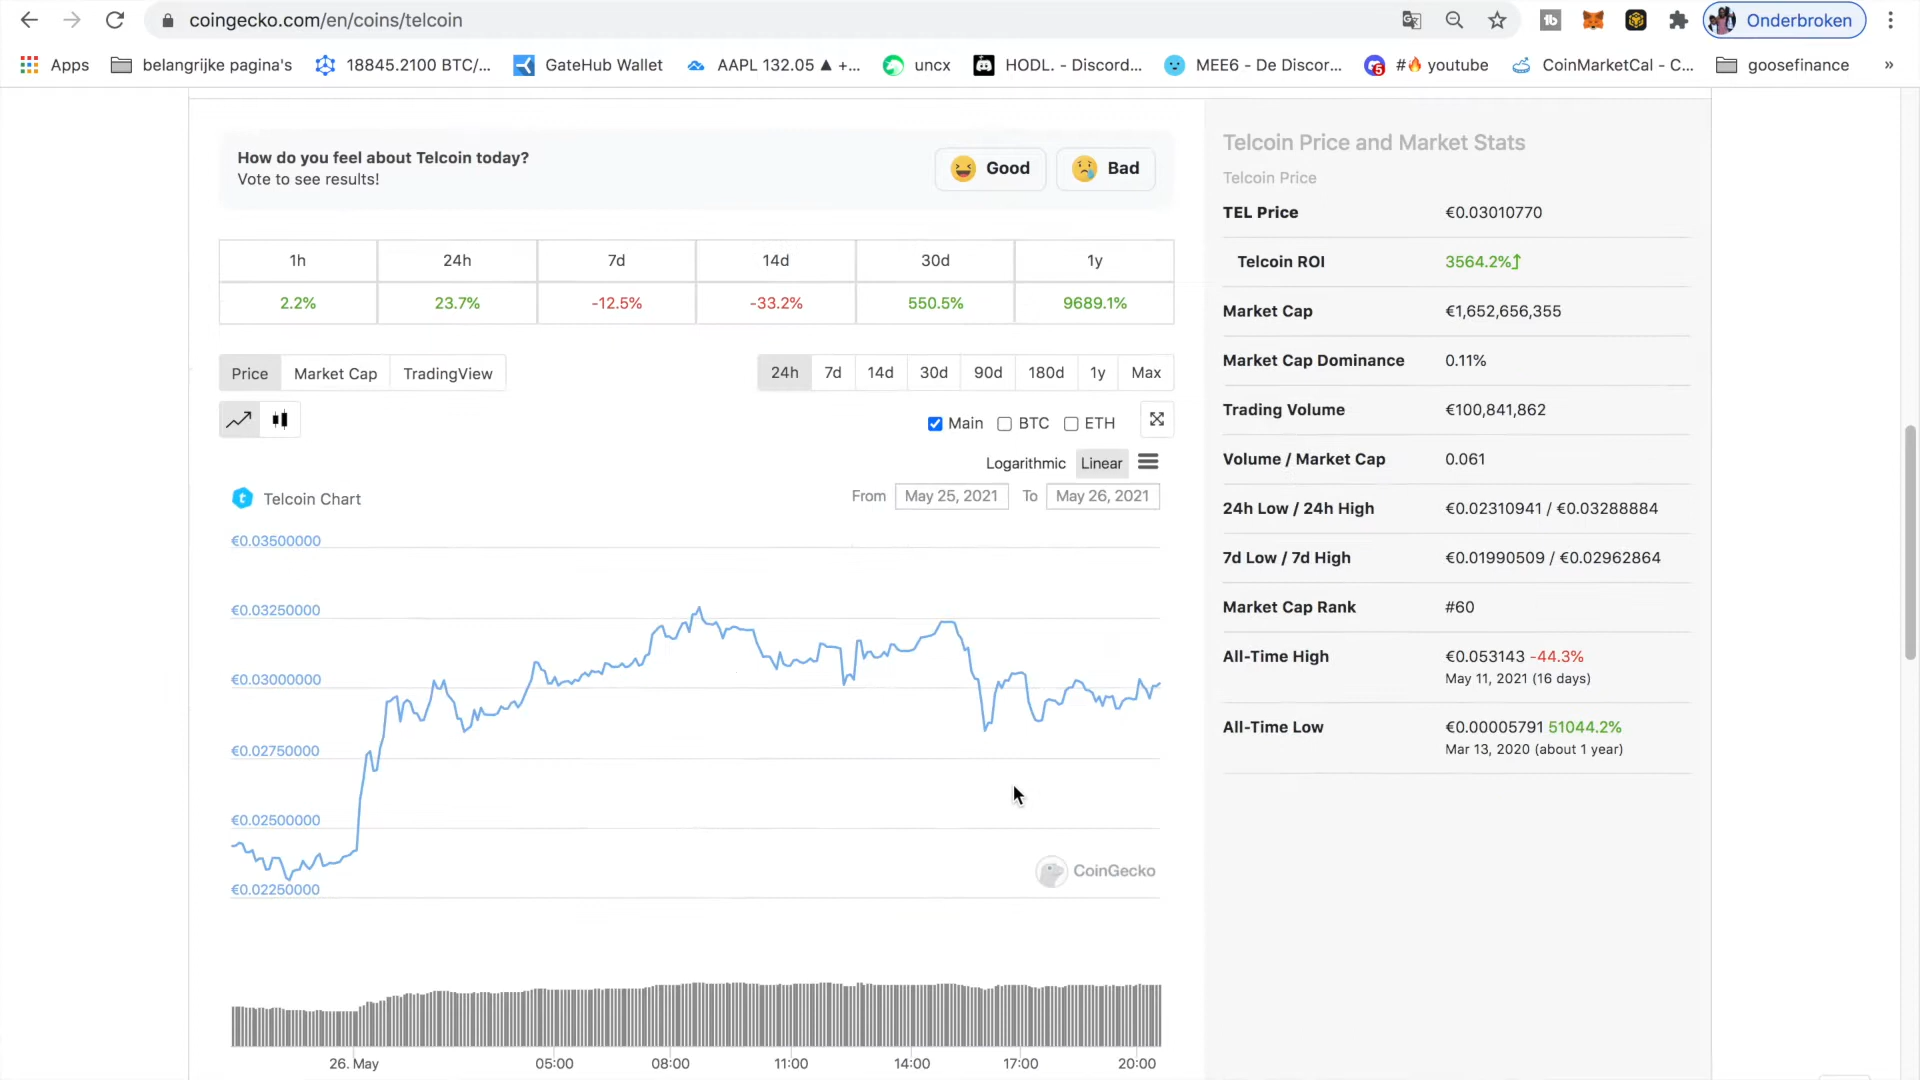 coingecko.com/en/coins/telcoin
Onderbroken
Apps belangrijke pagina's 18845.2100 BTC/... GateHub Wallet AAPL 132.05 ▲ +... uncx HODL. - Discord... MEE6 - De Discor... #🔥 youtube CoinMarketCal - C... goosefinance »
How do you feel about Telcoin today?
Vote to see results!
Good Bad
1h 24h 7d 14d 30d 1y
2.2% 23.7% -12.5% -33.2% 550.5% 9689.1%
Price Market Cap TradingView
24h 7d 14d 30d 90d 180d 1y Max
Main BTC ETH
Logarithmic Linear
Telcoin Chart
From May 25, 2021 To May 26, 2021
€0.03500000
€0.03250000
€0.03000000
€0.02750000
€0.02500000
€0.02250000
CoinGecko
26. May 05:00 08:00 11:00 14:00 17:00 20:00
Telcoin Price and Market Stats
Telcoin Price
TEL Price €0.03010770
Telcoin ROI 3564.2%
Market Cap €1,652,656,355
Market Cap Dominance 0.11%
Trading Volume €100,841,862
Volume / Market Cap 0.061
24h Low / 24h High €0.02310941 / €0.03288884
7d Low / 7d High €0.01990509 / €0.02962864
Market Cap Rank #60
All-Time High €0.053143 -44.3%
May 11, 2021 (16 days)
All-Time Low €0.00005791 51044.2%
Mar 13, 2020 (about 1 year)